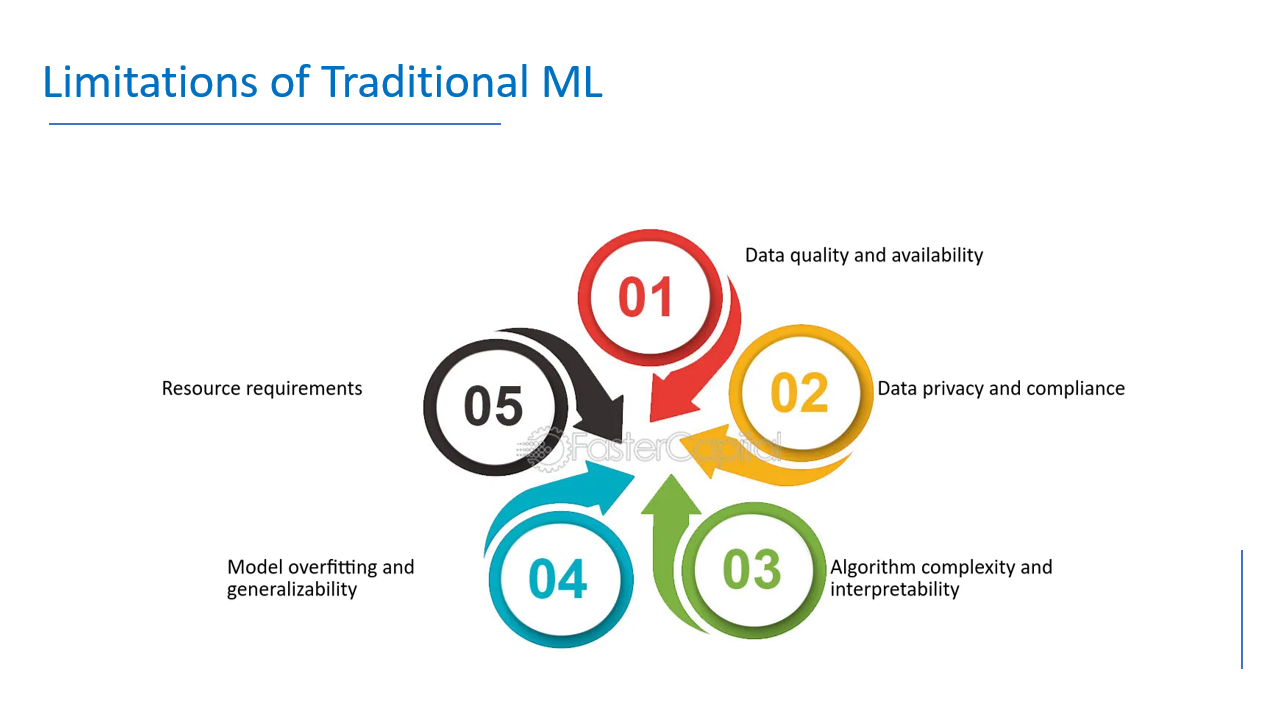 Limitations of Traditional ML
01
Data quality and availability
02
Data privacy and compliance
05
Resource requirements
FasterCapital
04
Model overfitting and
generalizability
03
Algorithm complexity and
interpretability